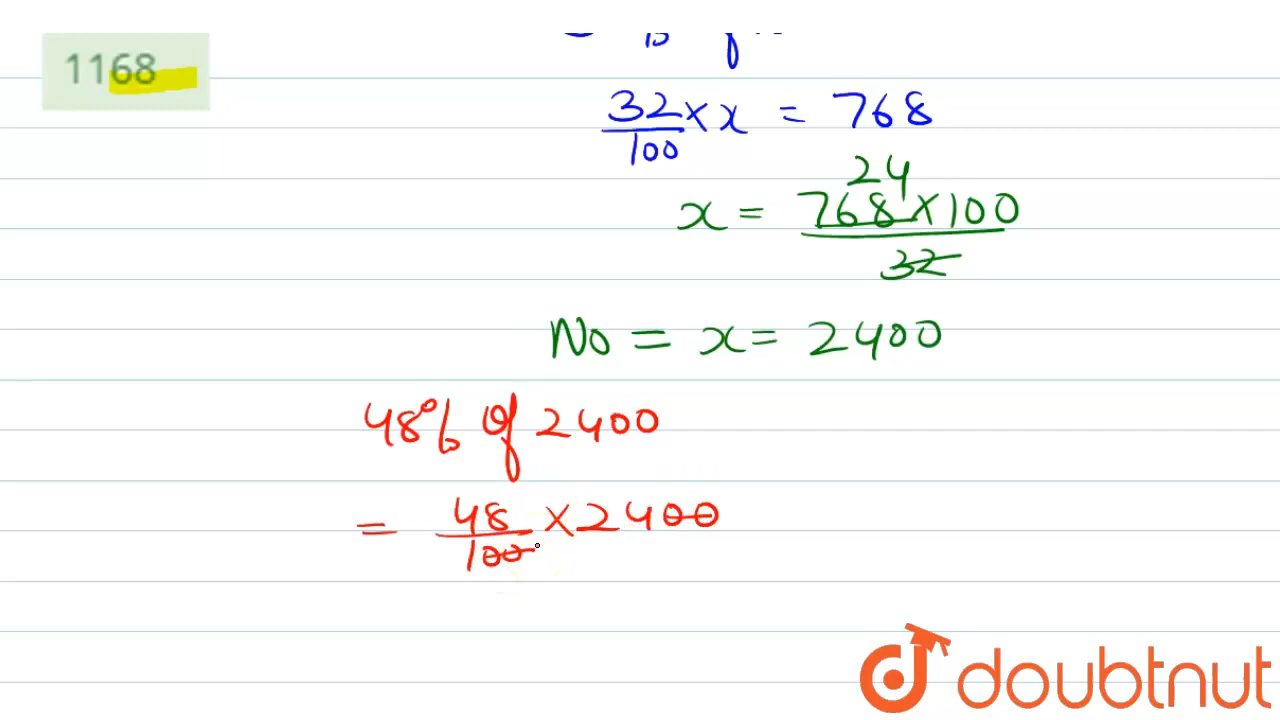 1168
32/100 × x = 768
24
x = 768×100/32
No = x = 2400
48% of 2400
= 48/100 × 2400
doubtnut